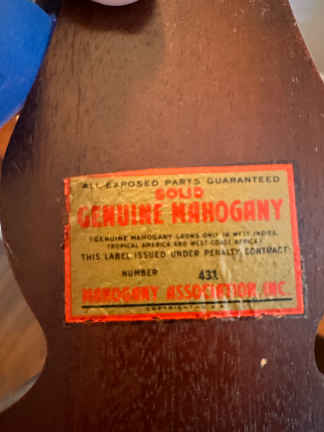 ALL EXPOSED PARTS GUARANTEED
SOLID
GENUINE MAHOGANY
(GENUINE MAHOGANY GROWS ONLY IN WEST INDIES,
TROPICAL AMERICA AND WEST COAST AFRICA)
THIS LABEL ISSUED UNDER PENALTY CONTRACT
NUMBER 431
MAHOGANY ASSOCIATION, INC.
COPYRIGHT